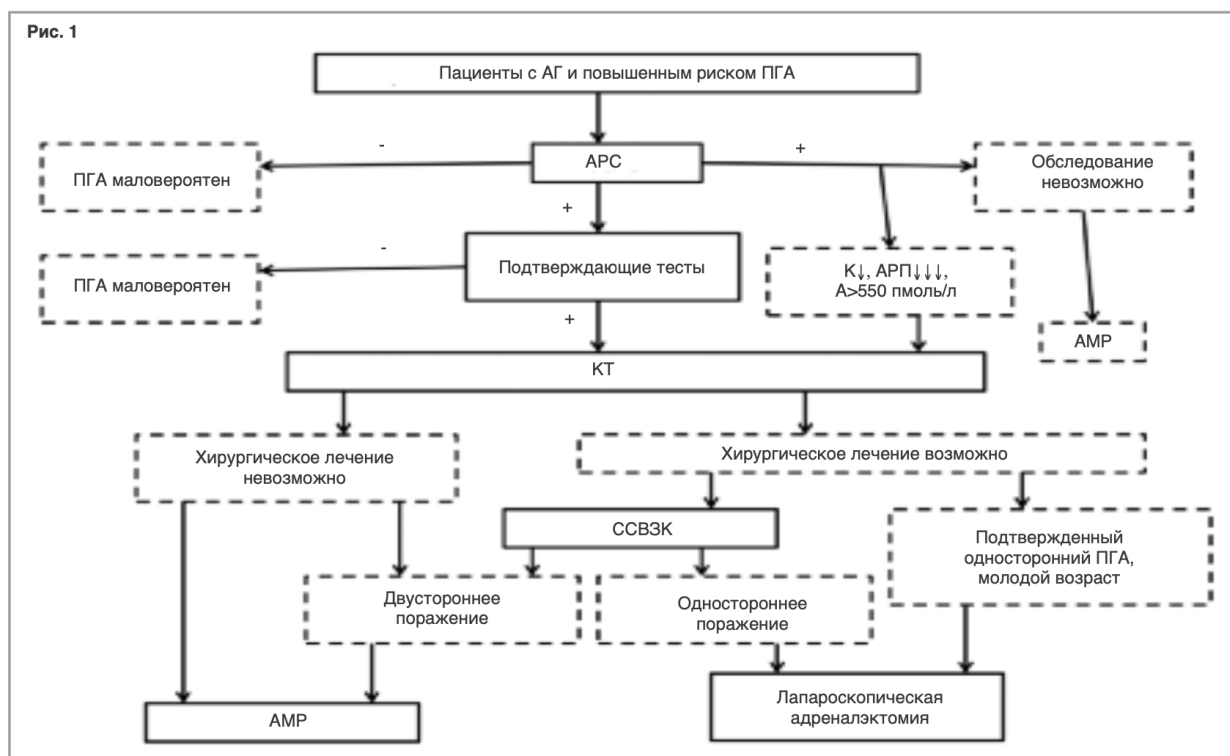 Рис. 1
Пациенты с АГ и повышенным риском ПГА
-
+
АРС
Обследование
невозможно
ПГА маловероятен
+
-
Подтверждающие тесты
К↓, АРП↓↓↓,
А>550 пмоль/л
ПГА маловероятен
+
АМР
КТ
Хирургическое лечение
невозможно
Хирургическое лечение возможно
ССВЗК
Подтвержденный
односторонний ПГА,
молодой возраст
Двустороннее
поражение
Одностороннее
поражение
АМР
Лапароскопическая
адреналэктомия